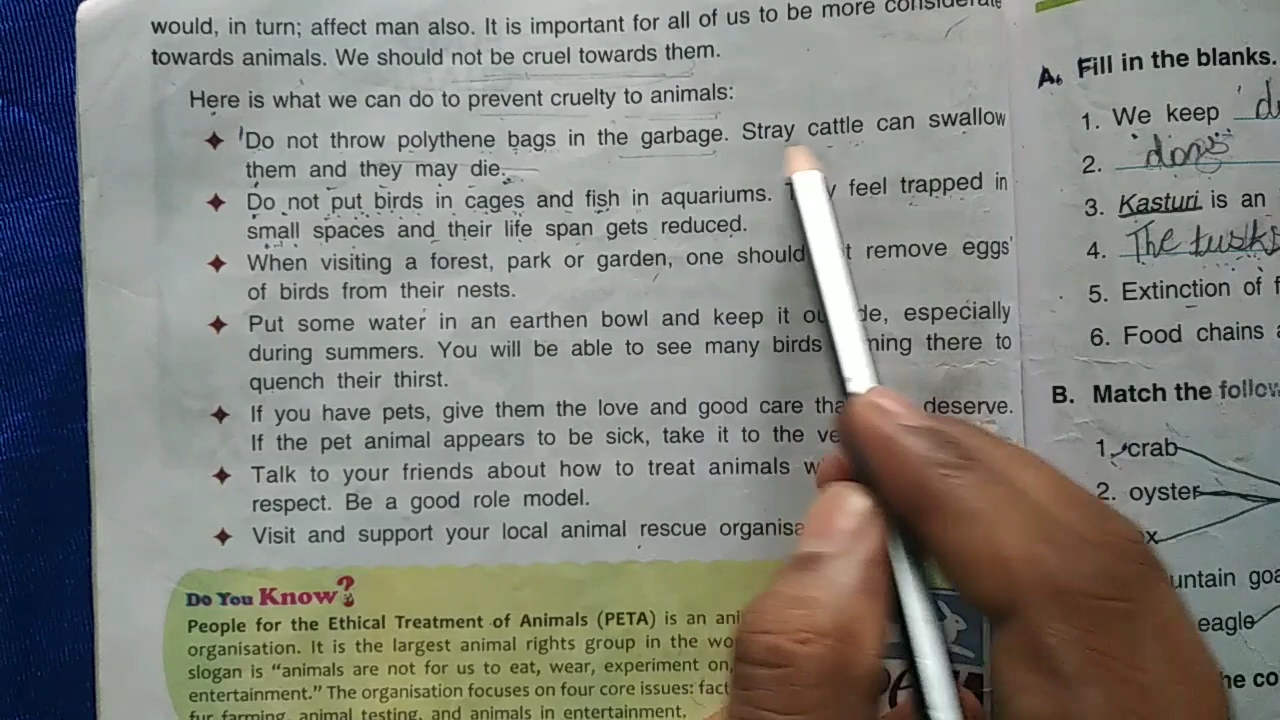 would, in turn; affect man also. It is important for all of us to be more considerate
towards animals. We should not be cruel towards them.
Here is what we can do to prevent cruelty to animals:
Do not throw polythene bags in the garbage. Stray cattle can swallow
them and they may die.
Do not put birds in cages and fish in aquariums. feel trapped in
small spaces and their life span gets reduced.
When visiting a forest, park or garden, one should remove eggs
of birds from their nests.
Put some water in an earthen bowl and keep it especially
during summers. You will be able to see many birds there to
quench their thirst.
If you have pets, give them the love and good care deserve.
If the pet animal appears to be sick, take it to the
Talk to your friends about how to treat animals
respect. Be a good role model.
Visit and support your local animal rescue
Do You Know?
People for the Ethical Treatment of Animals (PETA) is an
organisation. It is the largest animal rights group in the
slogan is "animals are not for us to eat, wear, experiment on,
entertainment." The organisation focuses on four core issues:
fur farming, animal testing, and animals in entertainment.
A. Fill in the blanks.
1. We keep
2. dogs
3. Kasturi is an
4. The tusks
5. Extinction of
6. Food chains
B. Match the
1. crab
2. oyster
eagle